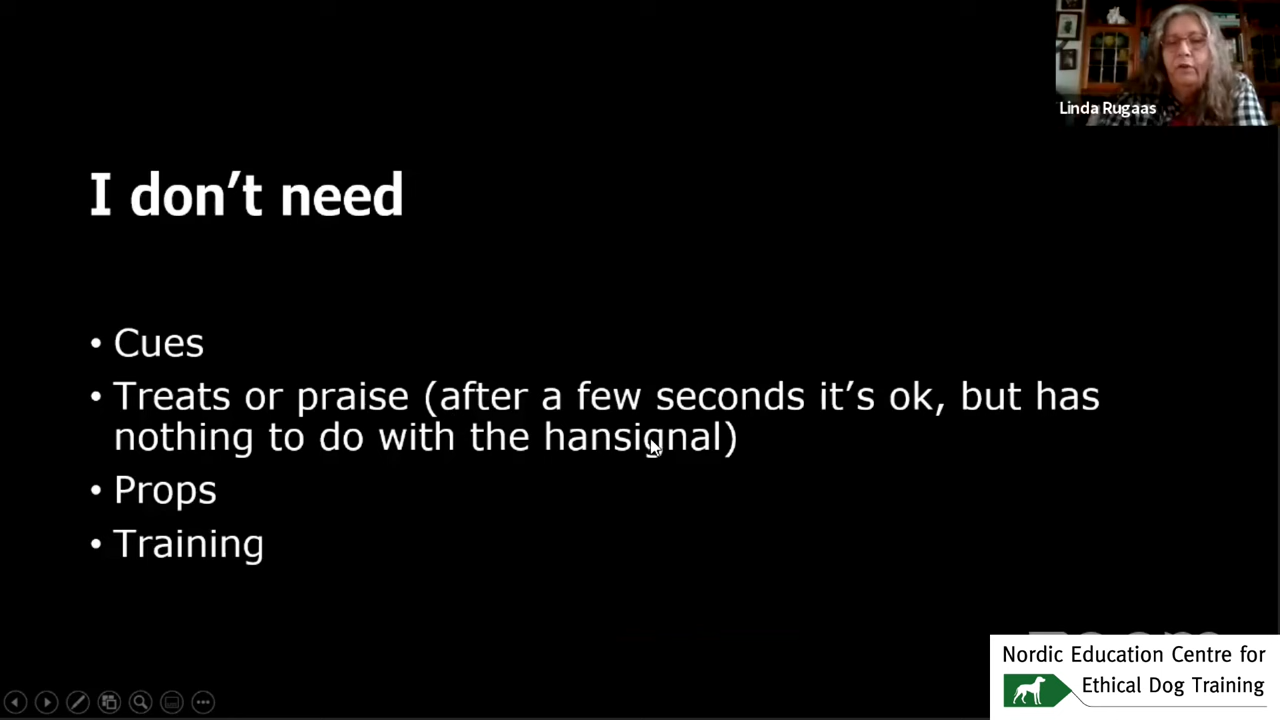 Linda Rugaas
I don't need
• Cues
• Treats or praise (after a few seconds it's ok, but has
nothing to do with the hansignal)
• Props
• Training
Nordic Education Centre for
Ethical Dog Training